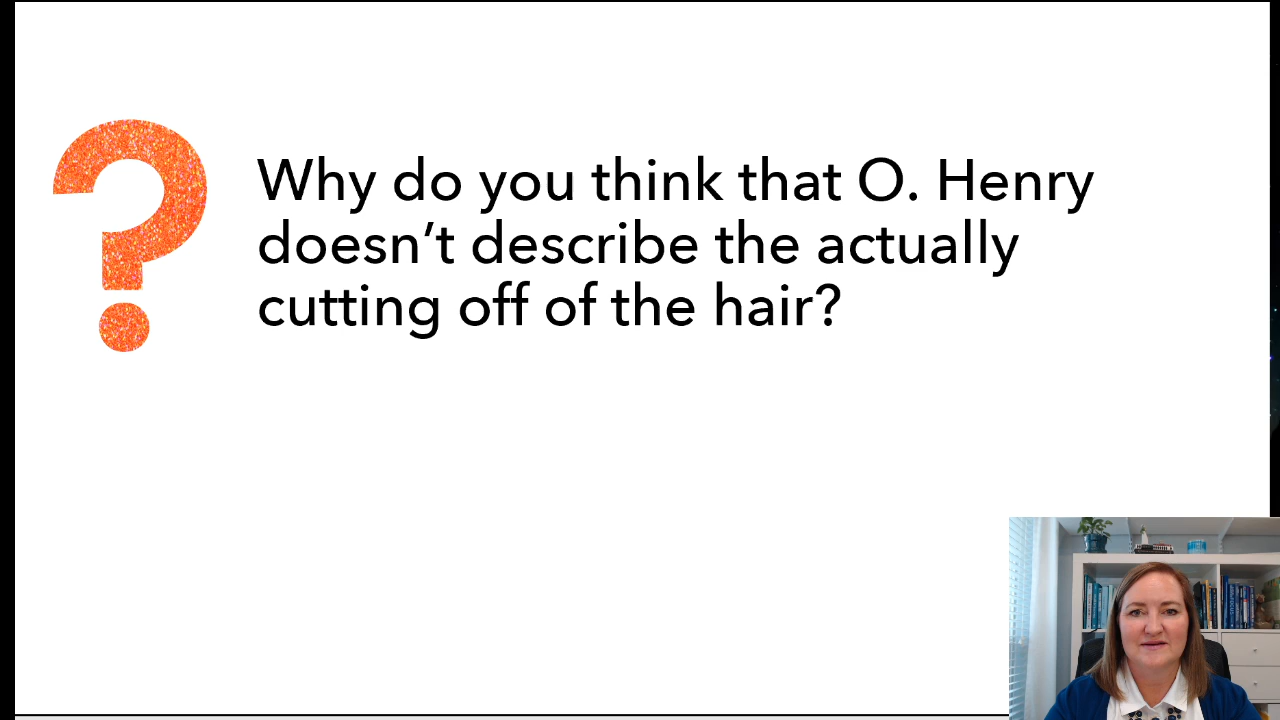 Why do you think that O. Henry
doesn’t describe the actually
cutting off of the hair?